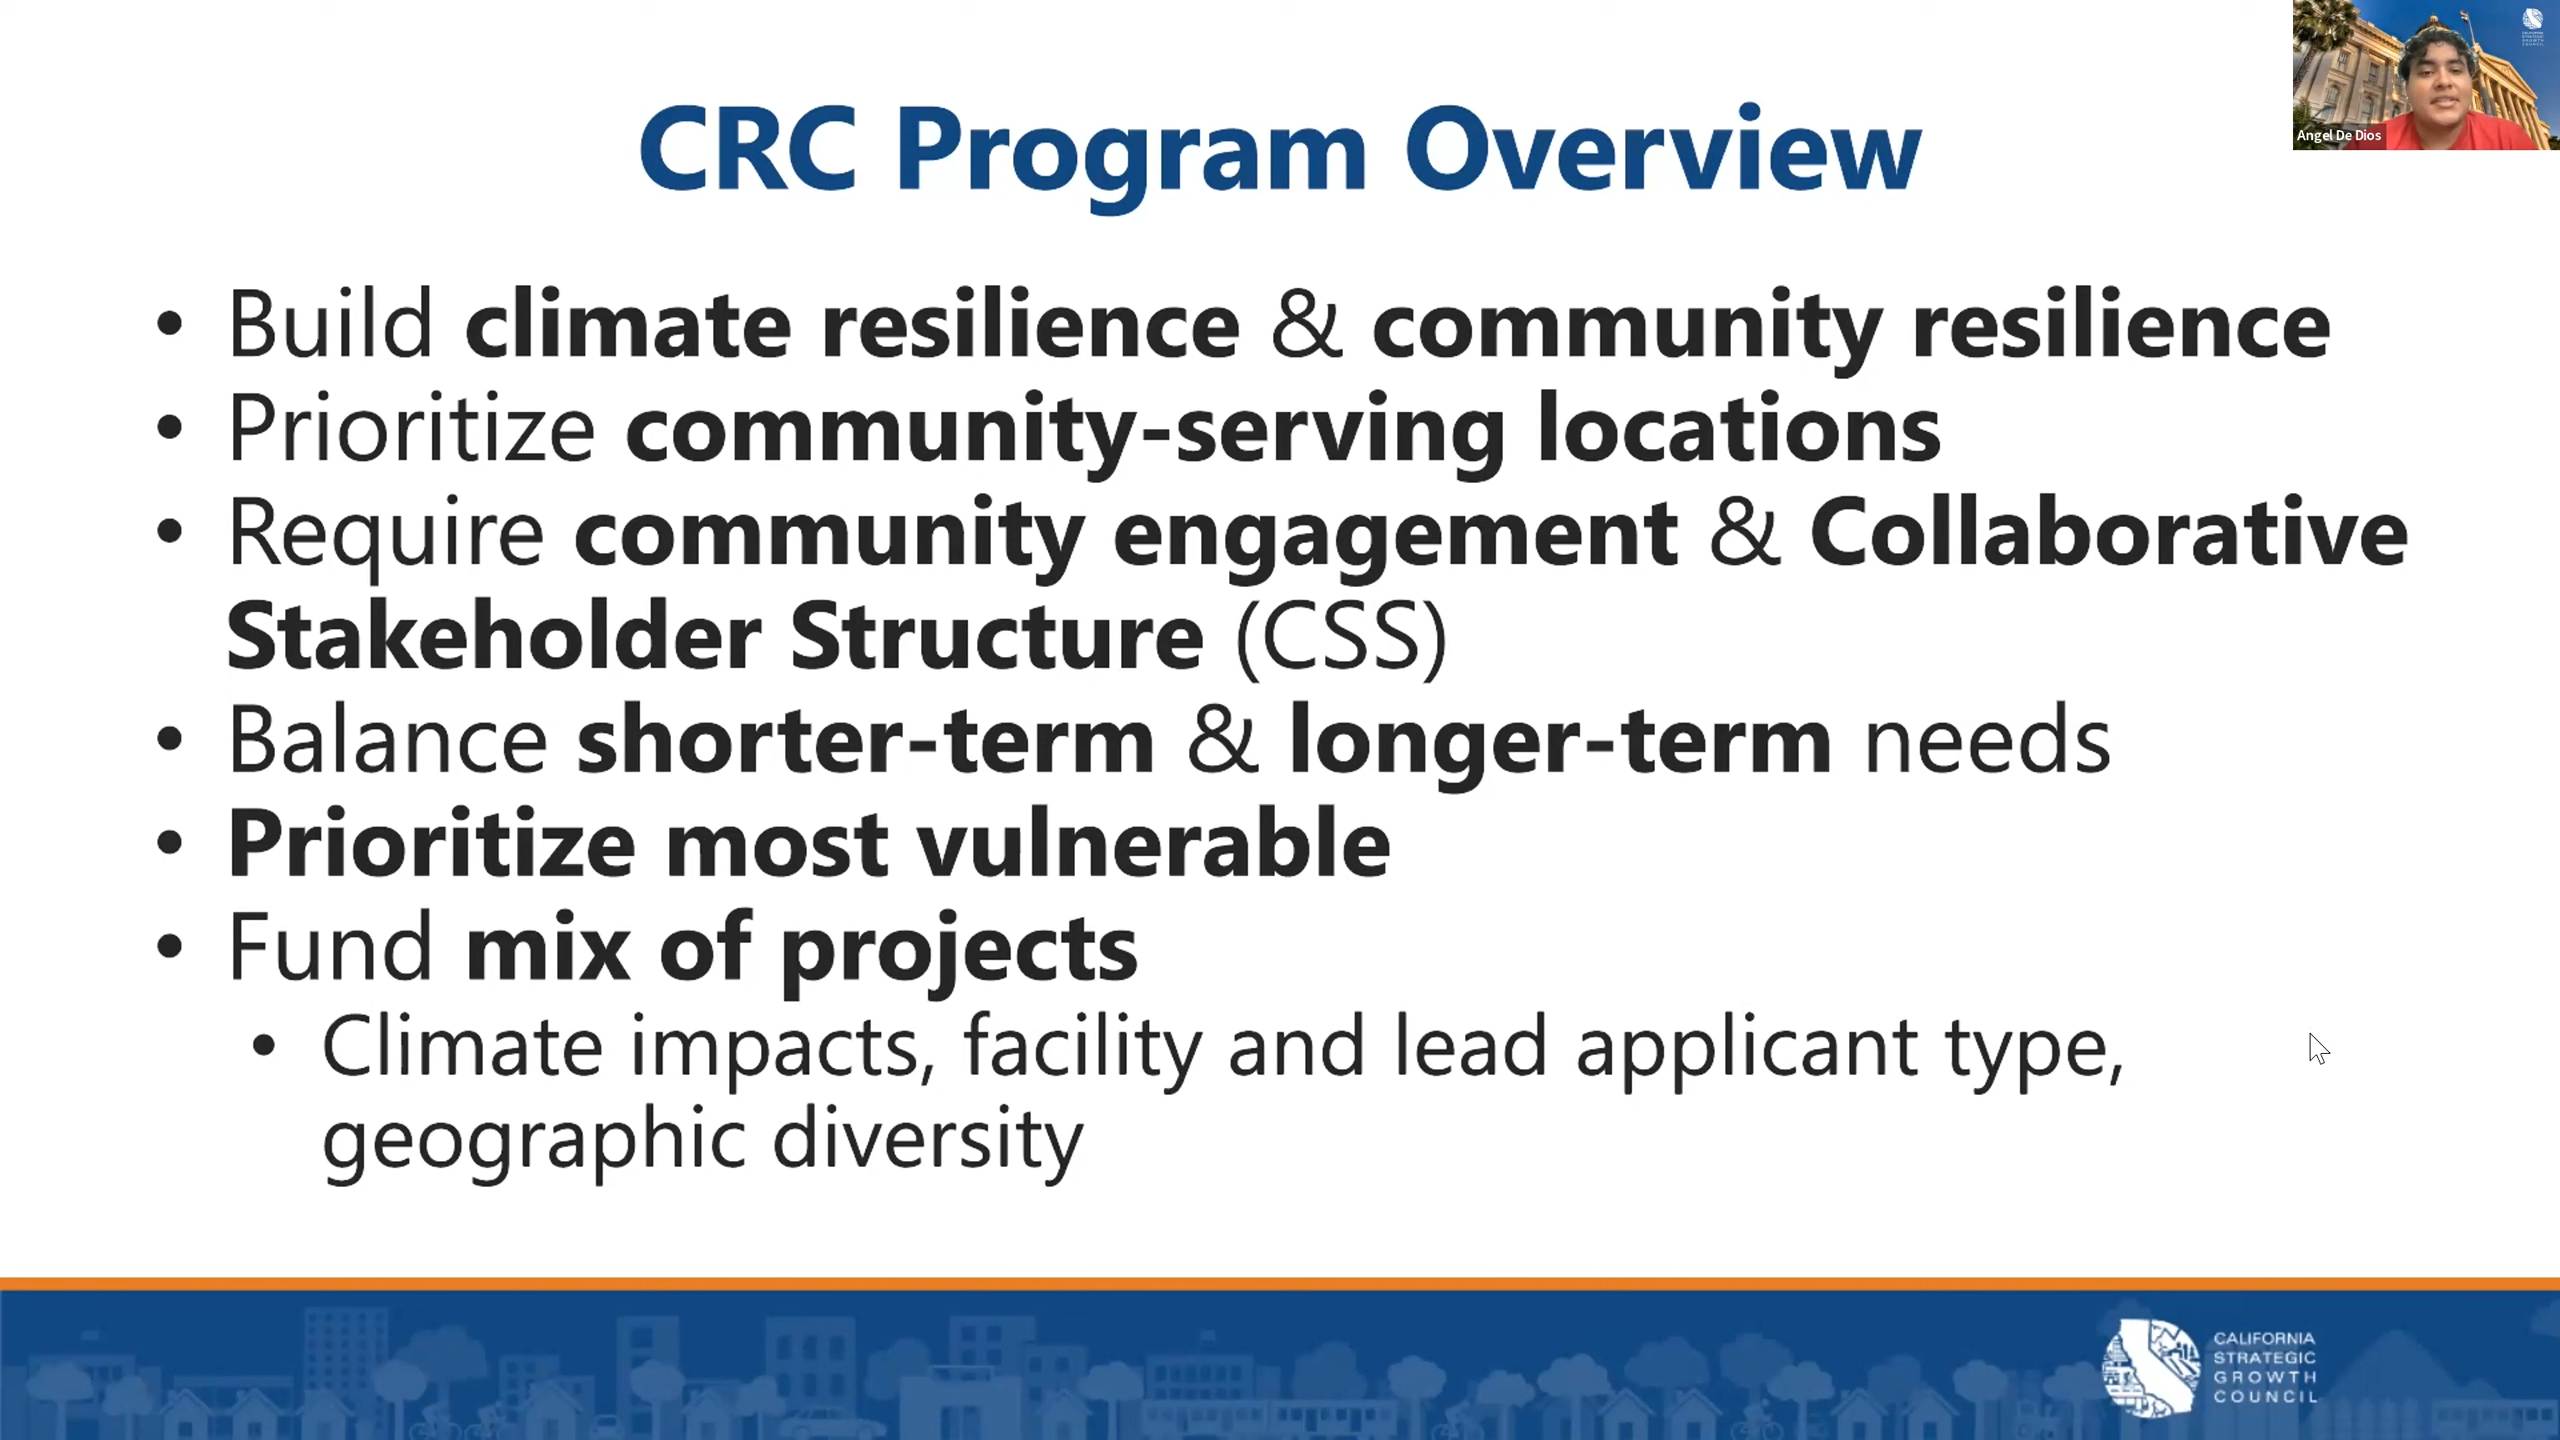 CRC Program Overview
Angel De Dios
• Build climate resilience & community resilience
• Prioritize community-serving locations
• Require community engagement & Collaborative
Stakeholder Structure (CSS)
• Balance shorter-term & longer-term needs
• Prioritize most vulnerable
• Fund mix of projects
• Climate impacts, facility and lead applicant type,
geographic diversity
CALIFORNIA
STRATEGIC
GROWTH
COUNCIL